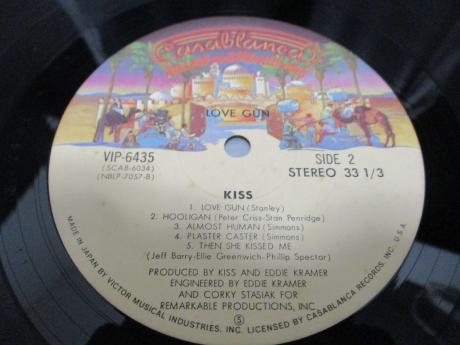 Casablanca
LOVE GUN
VIP-6435
(SCAB-6034)
(NBLP-7057-B)
SIDE 2
STEREO 33 1/3
KISS
1. LOVE GUN (Stanley)
2. HOOLIGAN (Peter Criss-Stan Penridge)
3. ALMOST HUMAN (Simmons)
4. PLASTER CASTER (Simmons)
5. THEN SHE KISSED ME
(Jeff Barry-Ellie Greenwich-Phillip Spector)
PRODUCED BY KISS AND EDDIE KRAMER
ENGINEERED BY EDDIE KRAMER
AND CORKY STASIAK FOR
REMARKABLE PRODUCTIONS, INC
S
MADE IN JAPAN BY VICTOR MUSICAL INDUSTRIES, INC. LICENSED BY CASABLANCA RECORDS INC., U.S.A.